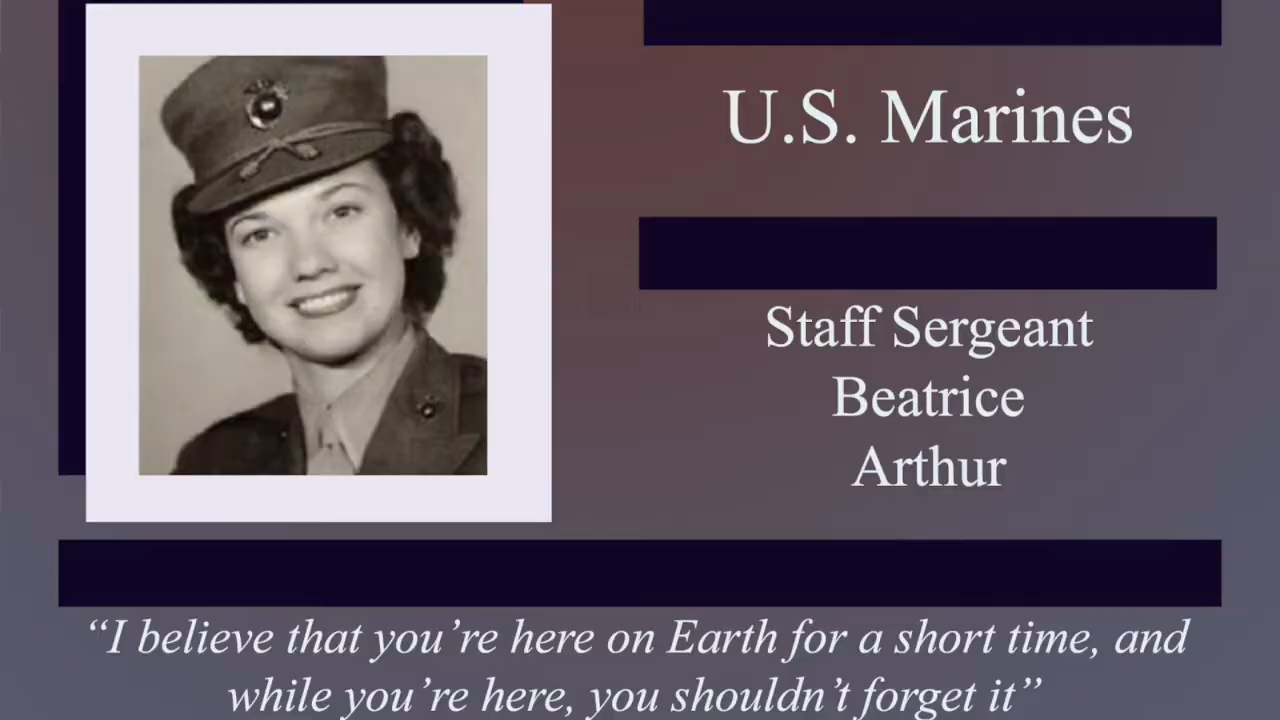 U.S. Marines
Staff Sergeant
Beatrice
Arthur
“I believe that you’re here on Earth for a short time, and
while you’re here, you shouldn’t forget it”